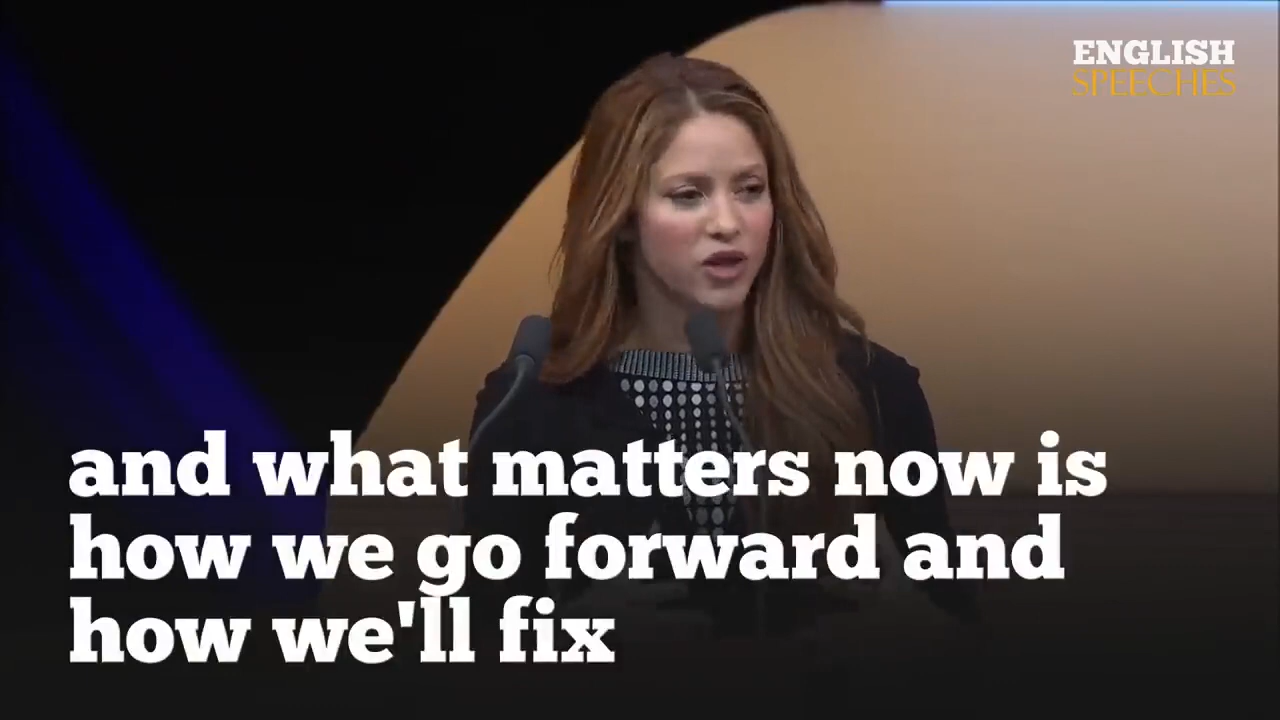 ENGLISH
SPEECHES
and what matters now is
how we go forward and
how we'll fix